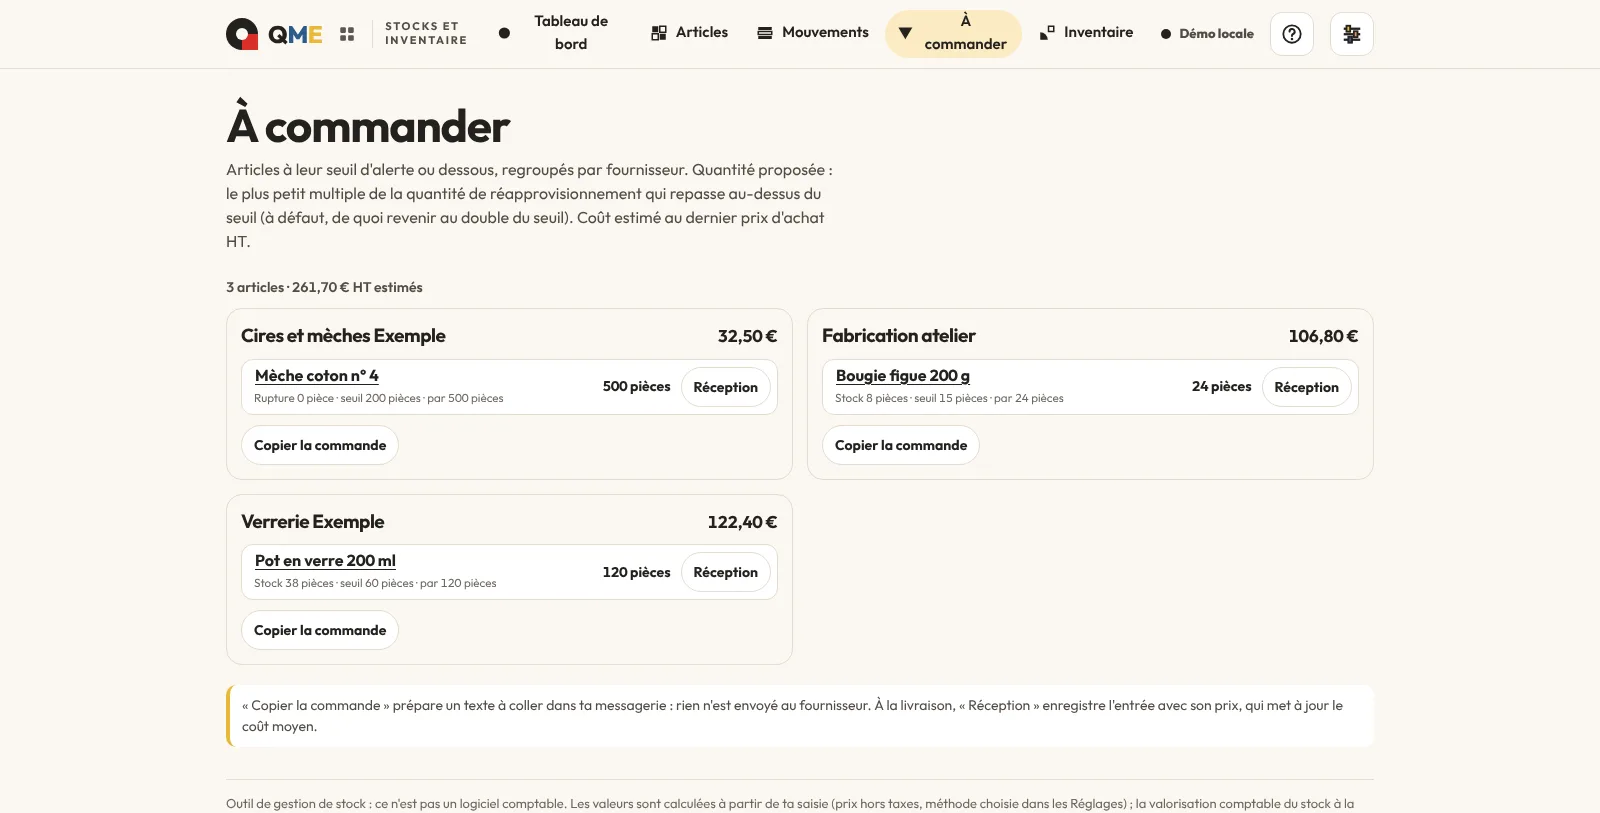 QME
STOCKS ET
INVENTAIRE
Tableau de
bord
Articles
Mouvements
À
commander
Inventaire
Démo locale
À commander
Articles à leur seuil d'alerte ou dessous, regroupés par fournisseur. Quantité proposée :
le plus petit multiple de la quantité de réapprovisionnement qui repasse au-dessus du
seuil (à défaut, de quoi revenir au double du seuil). Coût estimé au dernier prix d'achat
HT.
3 articles · 261,70 € HT estimés
Cires et mèches Exemple
32,50 €
Mèche coton n° 4
Rupture 0 pièce · seuil 200 pièces · par 500 pièces
500 pièces
Réception
Copier la commande
Fabrication atelier
106,80 €
Bougie figue 200 g
Stock 8 pièces · seuil 15 pièces · par 24 pièces
24 pièces
Réception
Copier la commande
Verrerie Exemple
122,40 €
Pot en verre 200 ml
Stock 38 pièces · seuil 60 pièces · par 120 pièces
120 pièces
Réception
Copier la commande
« Copier la commande » prépare un texte à coller dans ta messagerie : rien n'est envoyé au fournisseur. À la livraison, « Réception » enregistre l'entrée avec son prix, qui met à jour le
coût moyen.
Outil de gestion de stock : ce n'est pas un logiciel comptable. Les valeurs sont calculées à partir de ta saisie (prix hors taxes, méthode choisie dans les Réglages) ; la valorisation comptable du stock à la